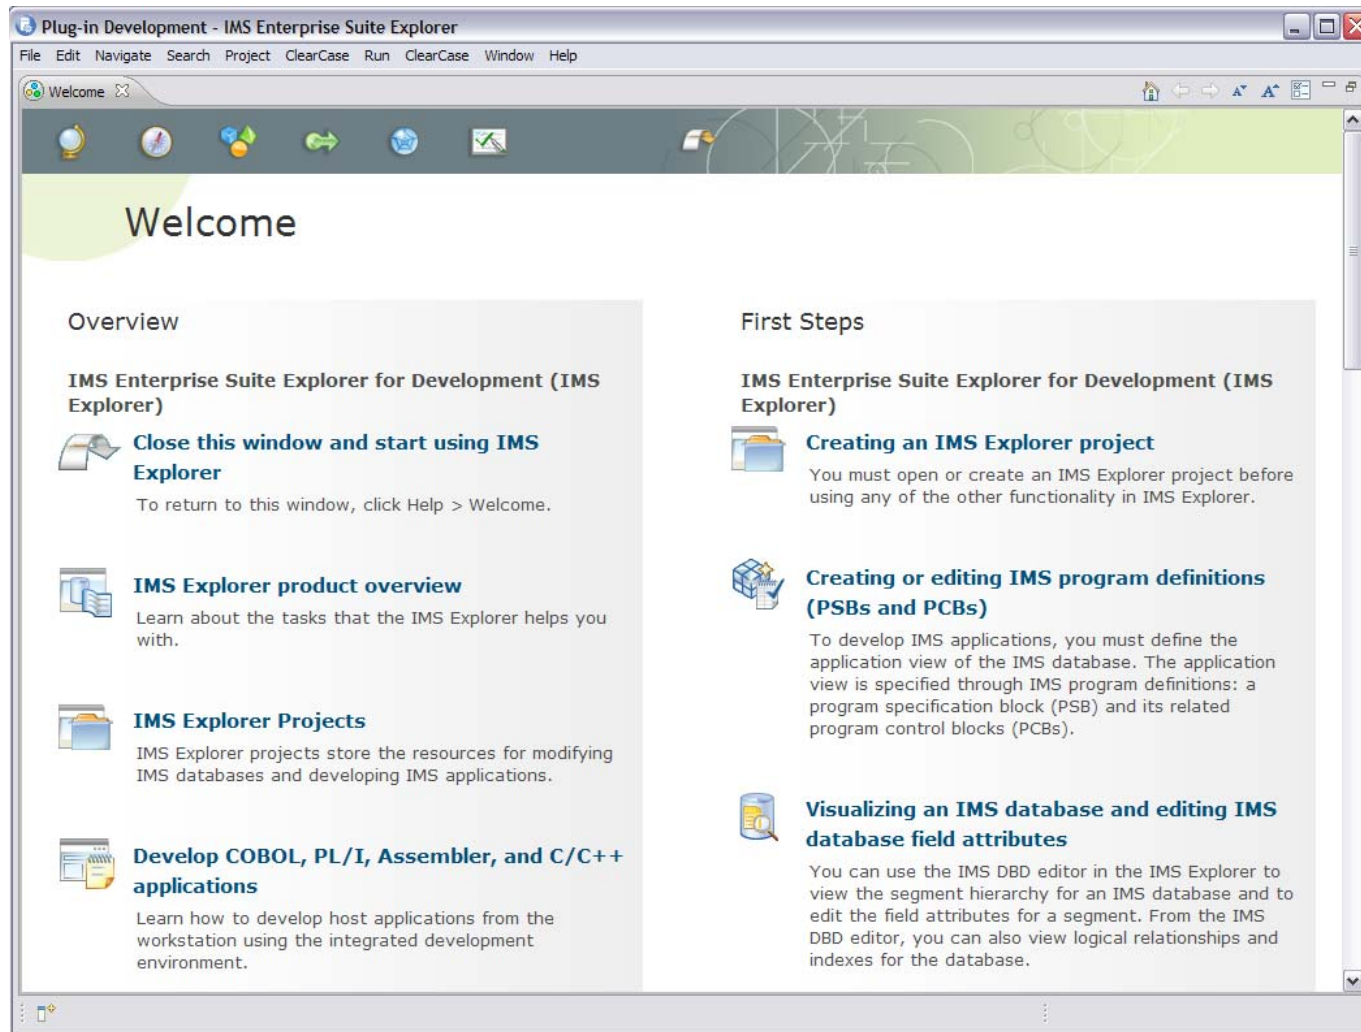 Plug-in Development - IMS Enterprise Suite Explorer
File Edit Navigate Search Project ClearCase Run ClearCase Window Help
Welcome
Welcome
Overview
IMS Enterprise Suite Explorer for Development (IMS
Explorer)
Close this window and start using IMS
Explorer
To return to this window, click Help > Welcome.
IMS Explorer product overview
Learn about the tasks that the IMS Explorer helps you
with.
IMS Explorer Projects
IMS Explorer projects store the resources for modifying
IMS databases and developing IMS applications.
Develop COBOL, PL/I, Assembler, and C/C++
applications
Learn how to develop host applications from the
workstation using the integrated development
environment.
First Steps
IMS Enterprise Suite Explorer for Development (IMS
Explorer)
Creating an IMS Explorer project
You must open or create an IMS Explorer project before
using any of the other functionality in IMS Explorer.
Creating or editing IMS program definitions
(PSBs and PCBs)
To develop IMS applications, you must define the
application view of the IMS database. The application
view is specified through IMS program definitions: a
program specification block (PSB) and its related
program control blocks (PCBs).
Visualizing an IMS database and editing IMS
database field attributes
You can use the IMS DBD editor in the IMS Explorer to
view the segment hierarchy for an IMS database and to
edit the field attributes for a segment. From the IMS
DBD editor, you can also view logical relationships and
indexes for the database.